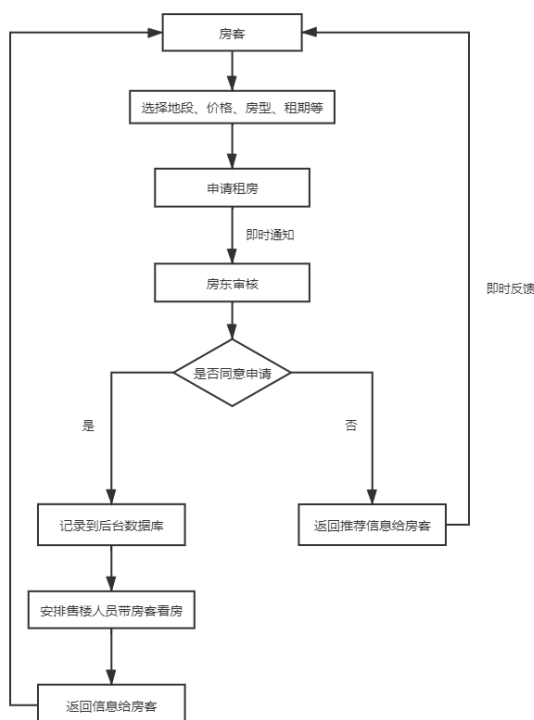 房客
选择地段、价格、房型、租期等
申请租房
即时通知
房东审核
即时反馈
是否同意申请
是
否
记录到后台数据库
返回推荐信息给房客
安排售楼人员带房客看房
返回信息给房客